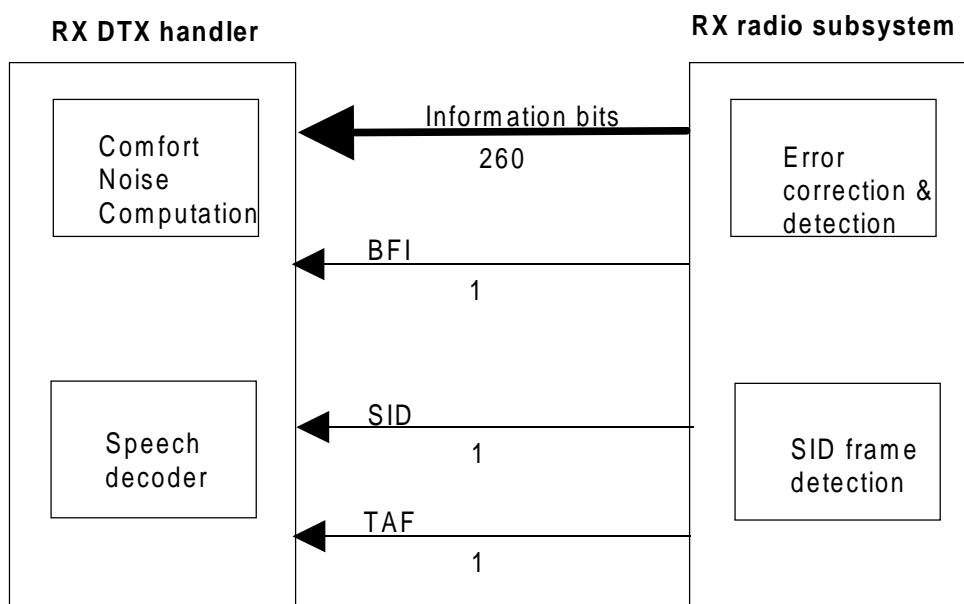 RX DTX handler
RX radio subsystem
Comfort
Noise
Computation
Information bits
260
Error
correction &
detection
BFI
1
Speech
decoder
SID
1
SID frame
detection
TAF
1